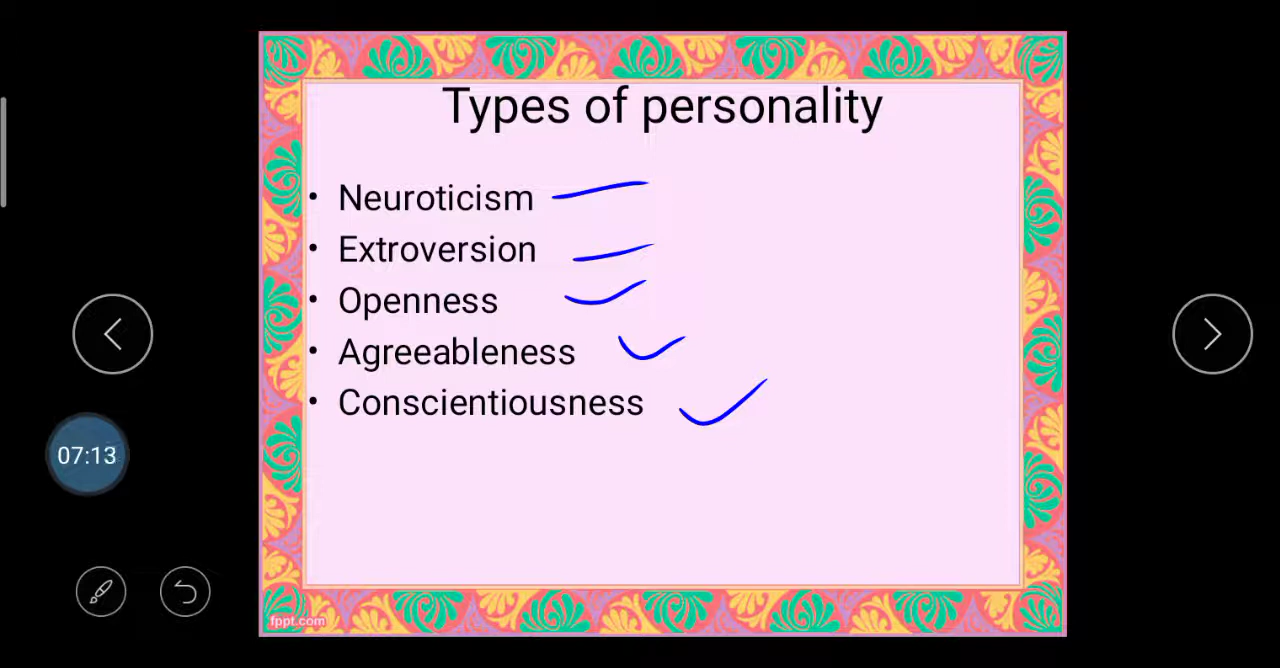 Types of personality
• Neuroticism
• Extroversion
• Openness
• Agreeableness
• Conscientiousness
07:13
fppt.com